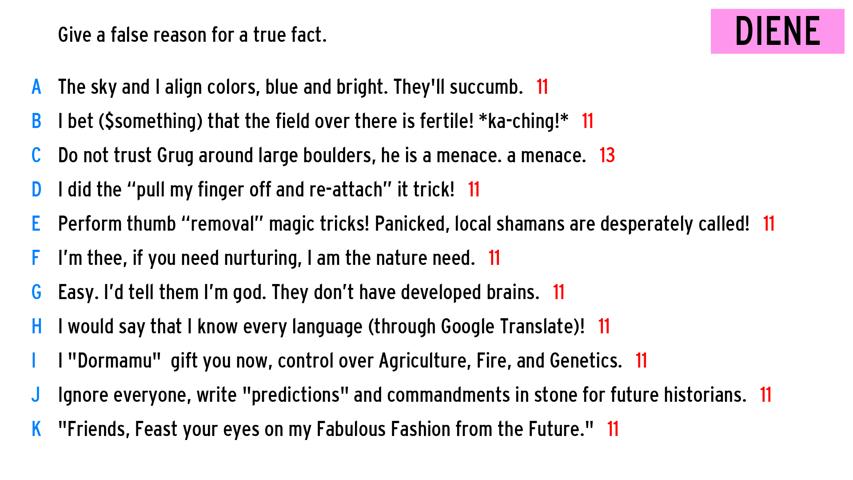 Give a false reason for a true fact.
DIENE
A The sky and I align colors, blue and bright. They'll succumb. 11
B I bet ($something) that the field over there is fertile! *ka-ching!* 11
C Do not trust Grug around large boulders, he is a menace. a menace. 13
D I did the “pull my finger off and re-attach” it trick! 11
E Perform thumb “removal” magic tricks! Panicked, local shamans are desperately called! 11
F I’m thee, if you need nurturing, I am the nature need. 11
G Easy. I’d tell them I’m god. They don’t have developed brains. 11
H I would say that I know every language (through Google Translate)! 11
I I "Dormamu"  gift you now, control over Agriculture, Fire, and Genetics. 11
J Ignore everyone, write "predictions" and commandments in stone for future historians. 11
K "Friends, Feast your eyes on my Fabulous Fashion from the Future." 11